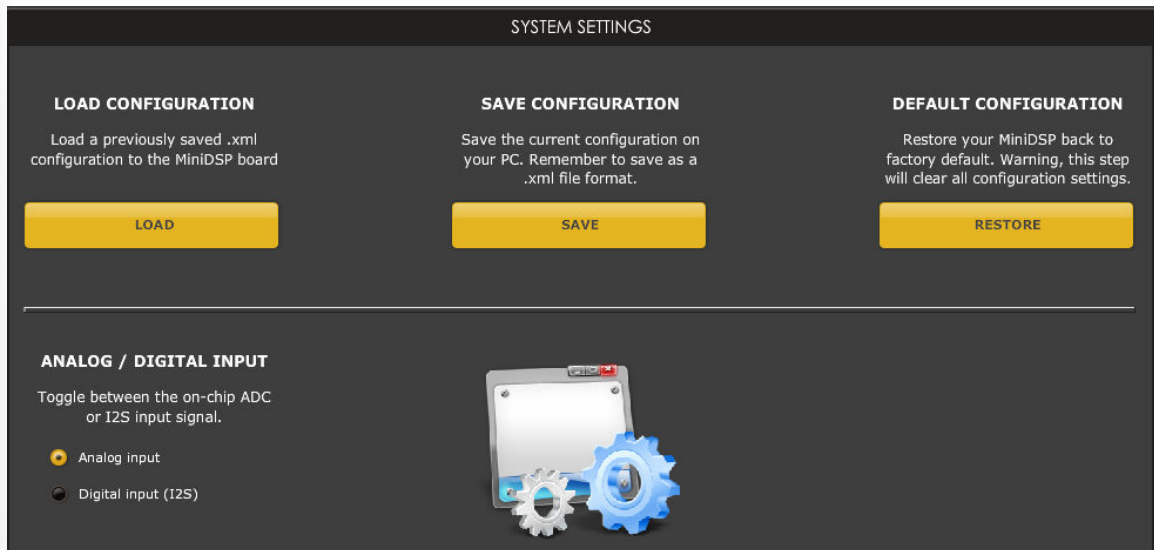 SYSTEM SETTINGS
LOAD CONFIGURATION
Load a previously saved .xml
configuration to the MiniDSP board
LOAD
SAVE CONFIGURATION
Save the current configuration on
your PC. Remember to save as a
.xml file format.
SAVE
DEFAULT CONFIGURATION
Restore your MiniDSP back to
factory default. Warning, this step
will clear all configuration settings.
RESTORE
ANALOG / DIGITAL INPUT
Toggle between the on-chip ADC
or I2S input signal.
Analog input
Digital input (I2S)